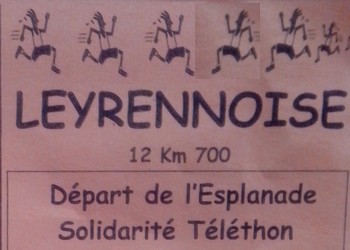 LEYRENNOISE
12 Km 700
Départ de l'Esplanade
Solidarité Téléthon